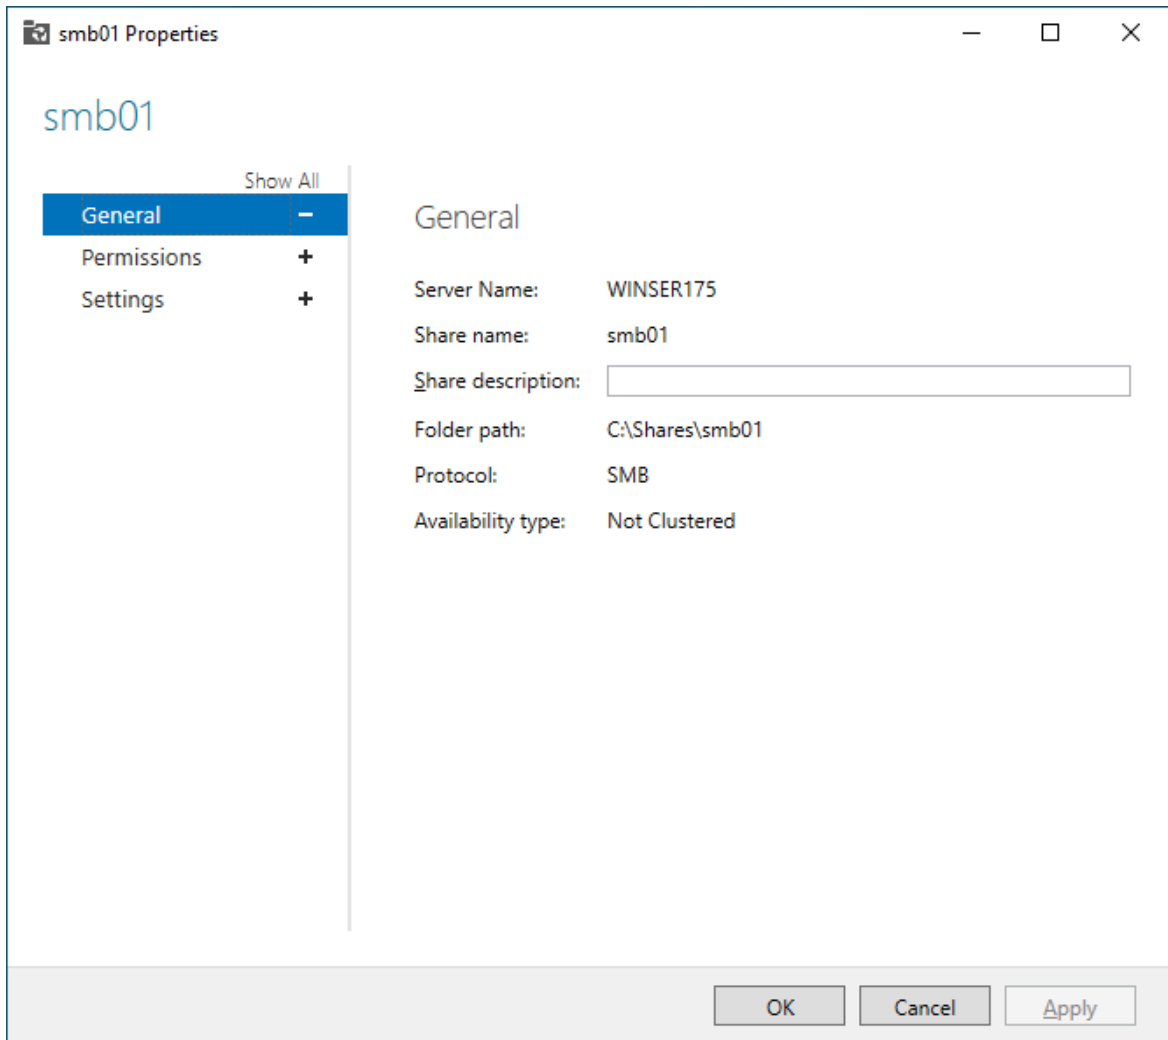 smb01 Properties
smb01
Show All
General
Permissions
Settings
General
Server Name: WINSER175
Share name: smb01
Share description:
Folder path: C:\Shares\smb01
Protocol: SMB
Availability type: Not Clustered
OK Cancel Apply